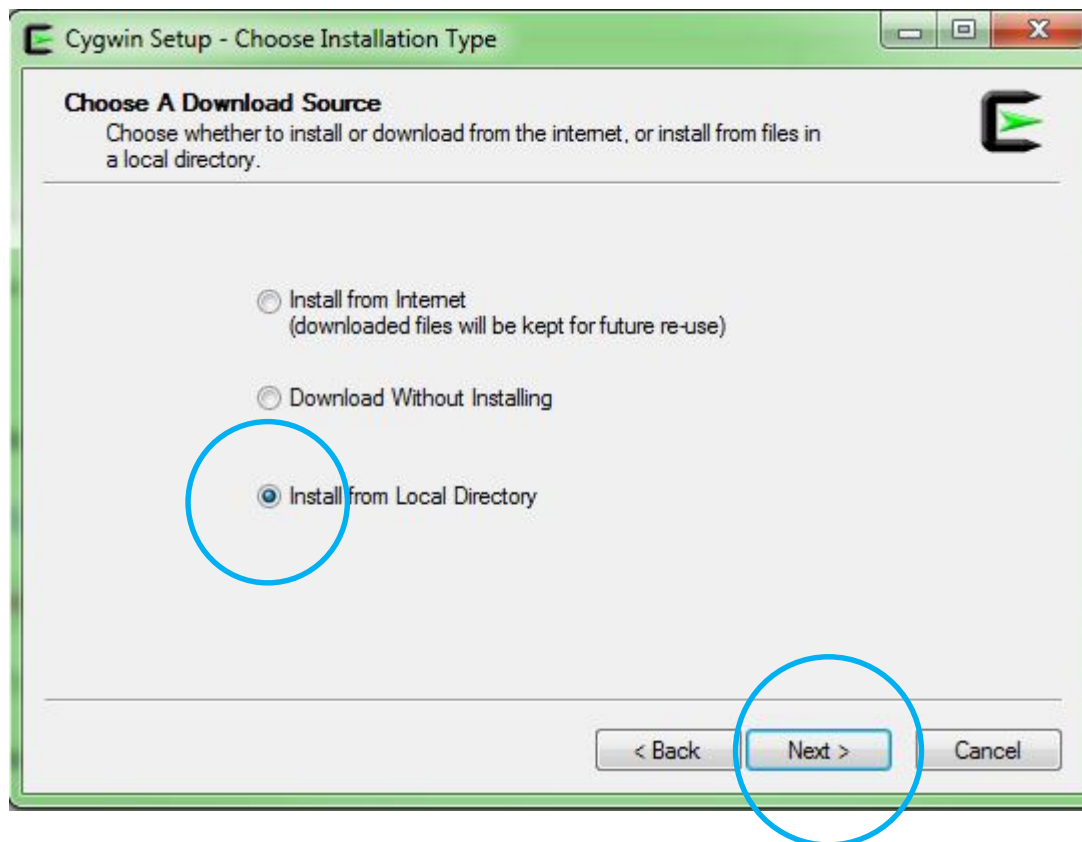 Cygwin Setup - Choose Installation Type
Choose A Download Source
Choose whether to install or download from the internet, or install from files in
a local directory.
Install from Internet
(downloaded files will be kept for future re-use)
Download Without Installing
Install from Local Directory
< Back
Next >
Cancel